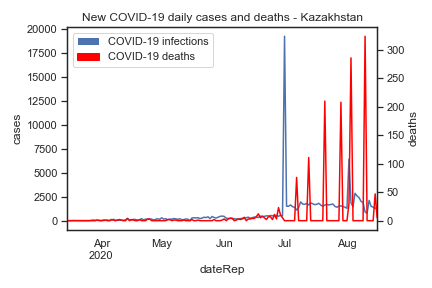 New COVID-19 daily cases and deaths - Kazakhstan
COVID-19 infections
COVID-19 deaths
20000
17500
15000
12500
10000
7500
5000
2500
0
cases
300
250
200
150
100
50
0
deaths
Apr
2020
May
Jun
Jul
Aug
dateRep